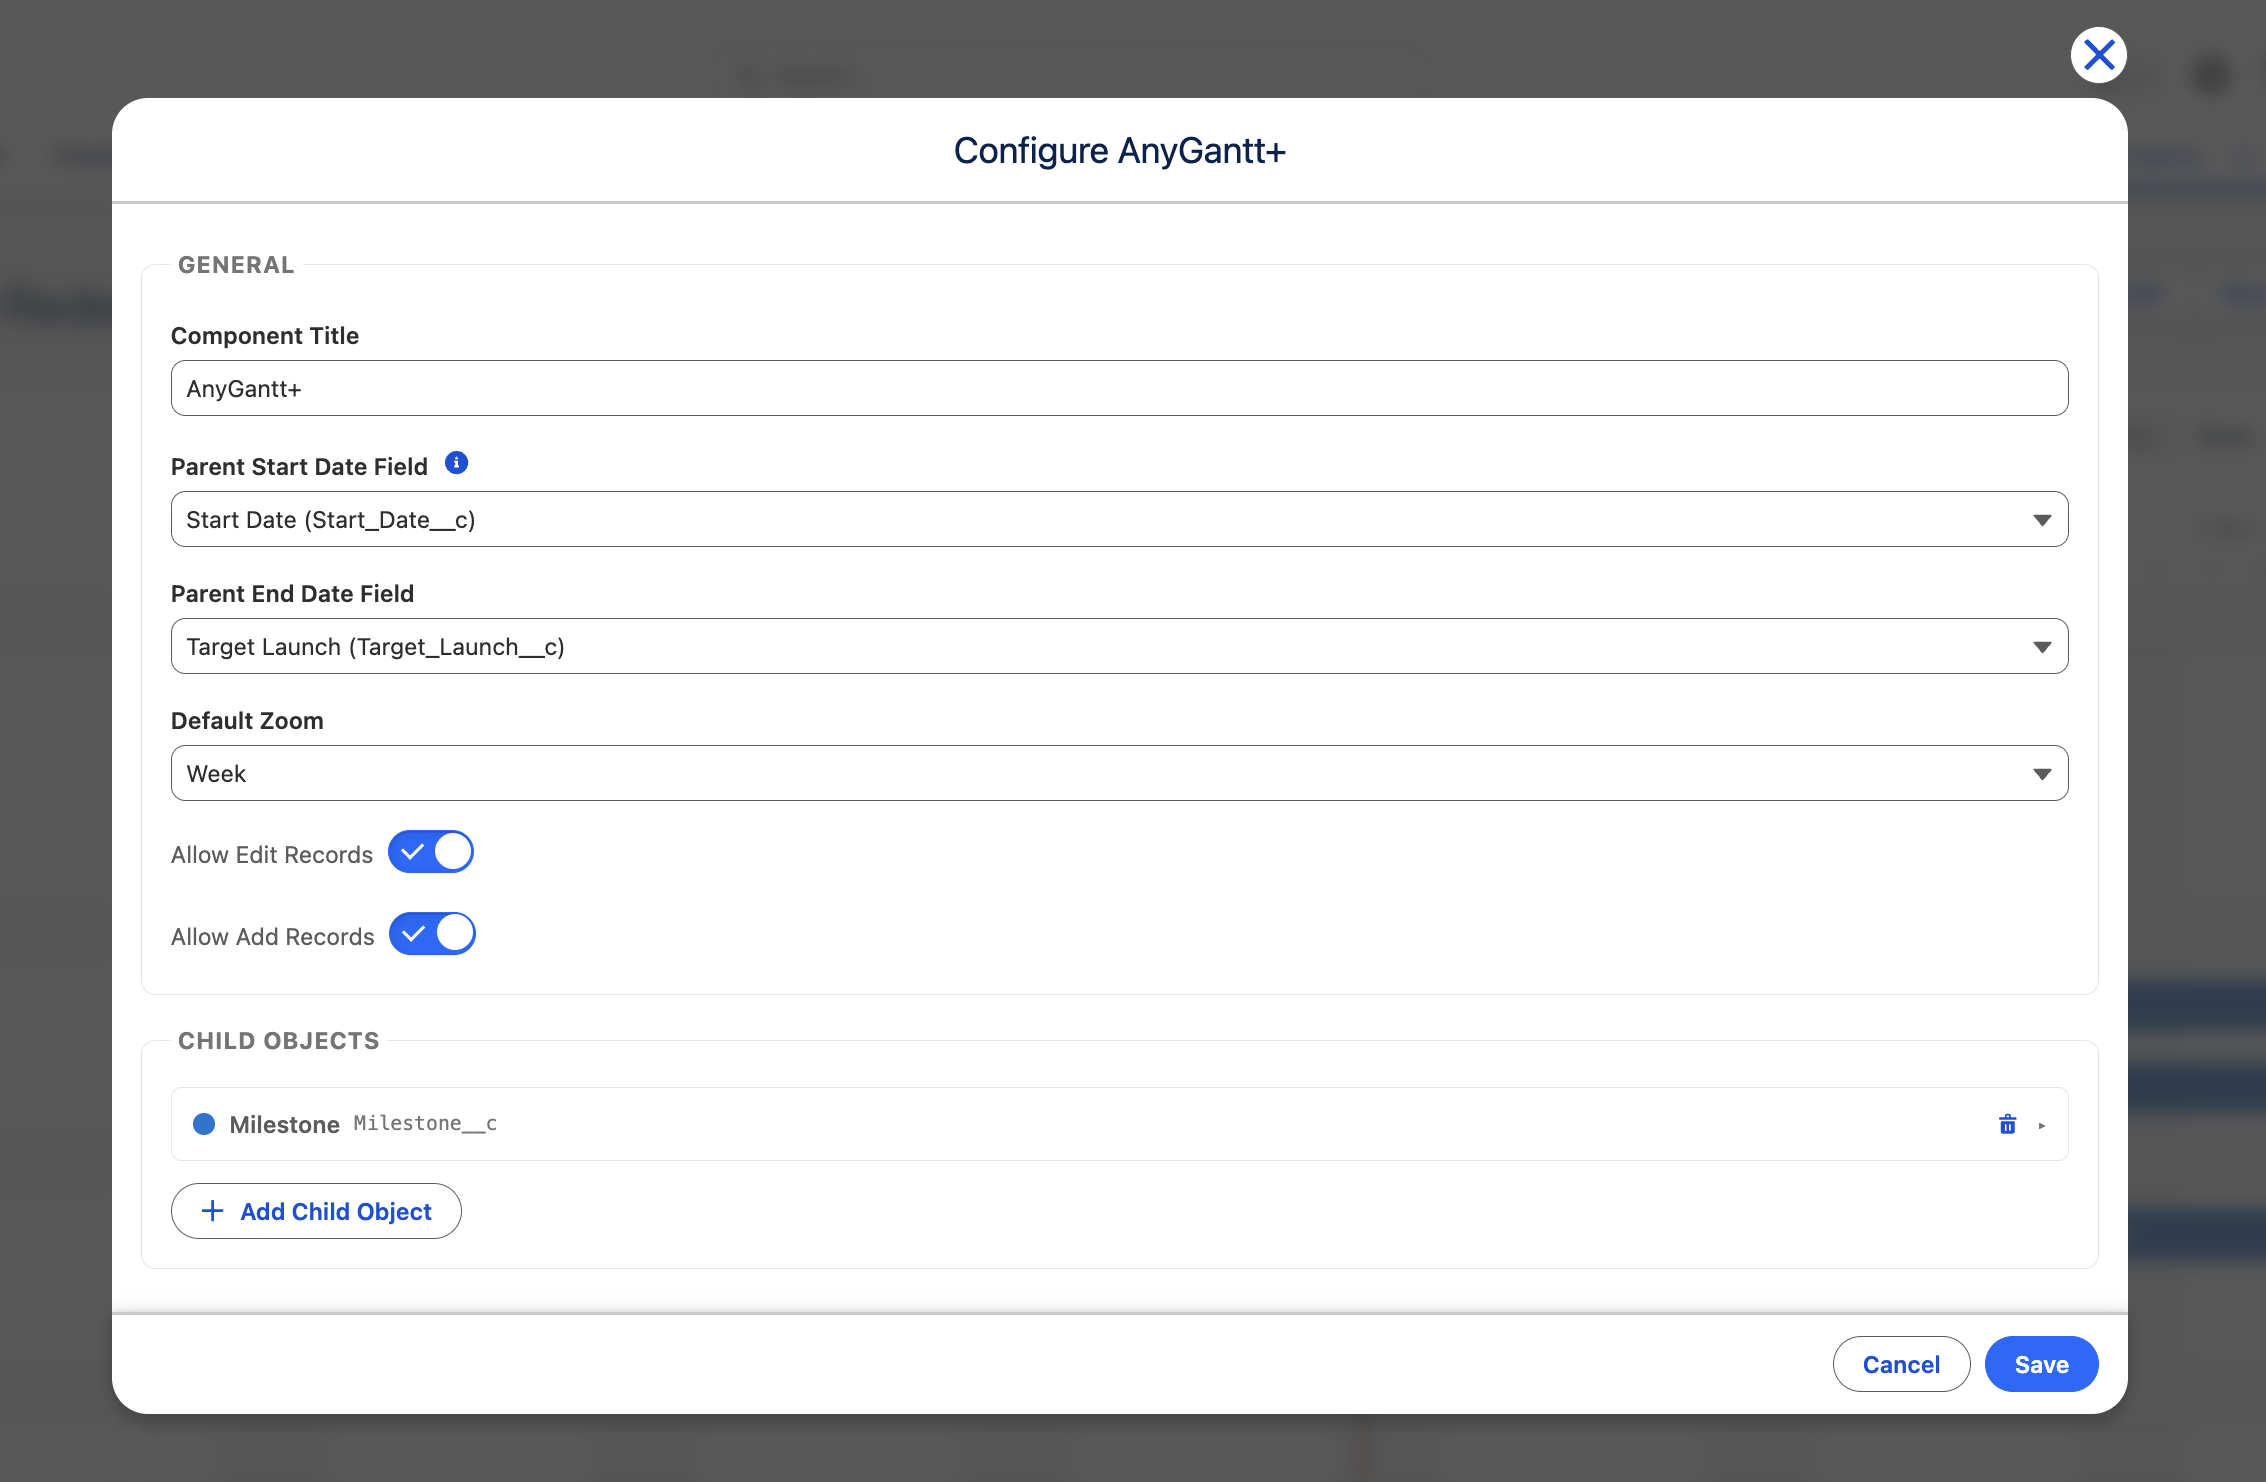 Configure AnyGantt+
GENERAL
Component Title
AnyGantt+
Parent Start Date Field
Start Date (Start_Date__c)
Parent End Date Field
Target Launch (Target_Launch__c)
Default Zoom
Week
Allow Edit Records
Allow Add Records
CHILD OBJECTS
Milestone Milestone__c
Add Child Object
Cancel Save